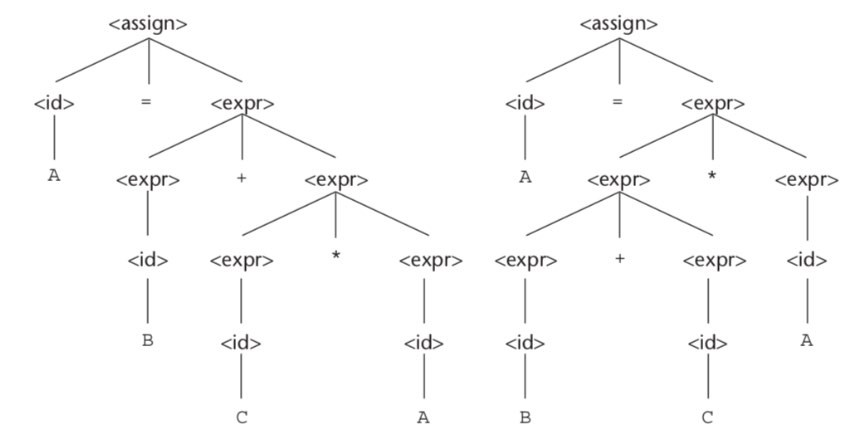 <assign> <assign>
<id> = <expr> <id> = <expr>
A <expr> + <expr> A <expr> * <expr>
<id> <expr> * <expr> <expr> + <expr> <id>
B <id> <id> <id> <id> A
C A B C